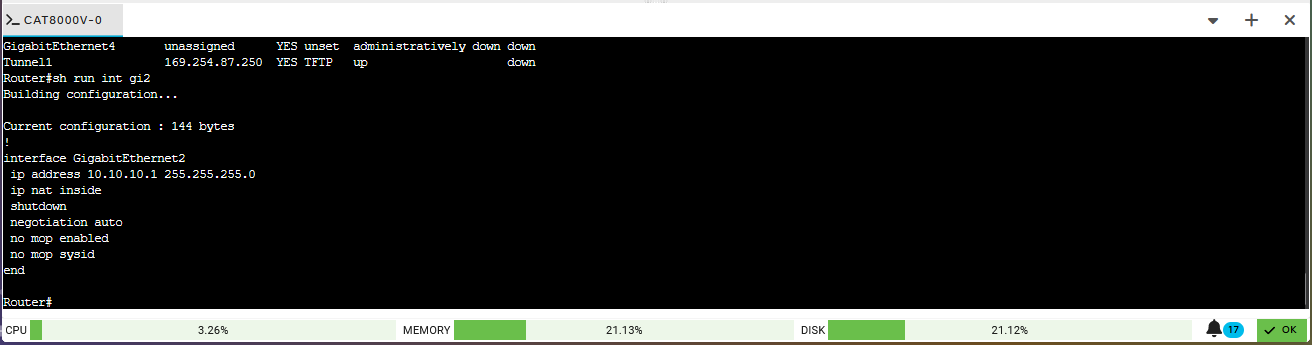 CAT8000V-0
GigabitEthernet4       unassigned      YES unset  administratively down down
Tunnel1                169.254.87.250  YES TFTP   up                    down
Router#sh run int gi2
Building configuration...

Current configuration : 144 bytes
!
interface GigabitEthernet2
 ip address 10.10.10.1 255.255.255.0
 ip nat inside
 shutdown
 negotiation auto
 no mop enabled
 no mop sysid
end

Router#
CPU 3.26% MEMORY 21.13% DISK 21.12% 17 OK